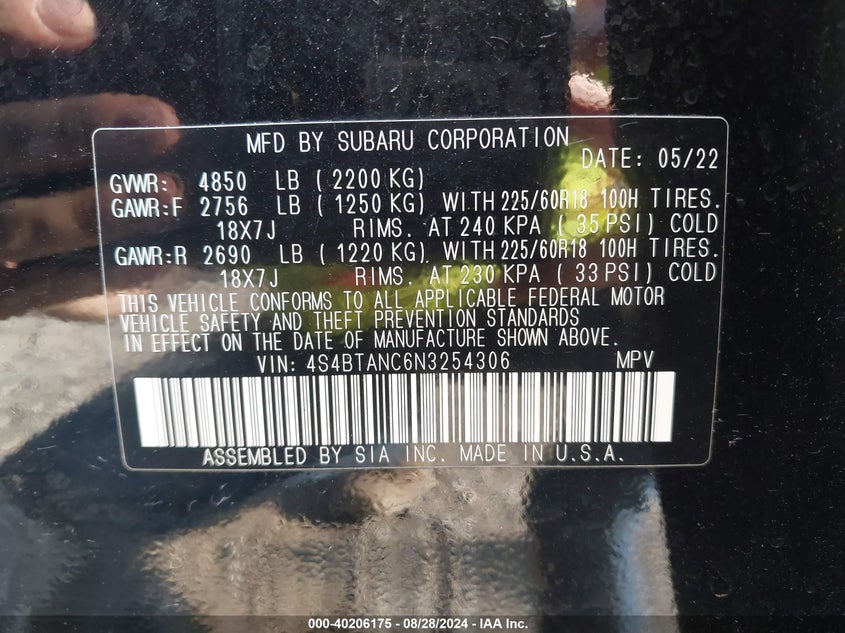 MFD BY SUBARU CORPORATION
DATE: 05/22
GVWR: 4850 LB ( 2200 KG)
GAWR:F 2756 LB ( 1250 KG) WITH 225/60R18 100H TIRES.
18X7J RIMS. AT 240 KPA ( 35 PSI) COLD
GAWR:R 2690 LB ( 1220 KG) WITH 225/60R18 100H TIRES.
18X7J RIMS. AT 230 KPA ( 33 PSI) COLD
THIS VEHICLE CONFORMS TO ALL APPLICABLE FEDERAL MOTOR
VEHICLE SAFETY AND THEFT PREVENTION STANDARDS
IN EFFECT ON THE DATE OF MANUFACTURE SHOWN ABOVE.
VIN: 4S4BTANC6N3254306 MPV
ASSEMBLED BY SIA INC. MADE IN U.S.A.
000-40206175 | 08/28/2024 | IAA Inc.